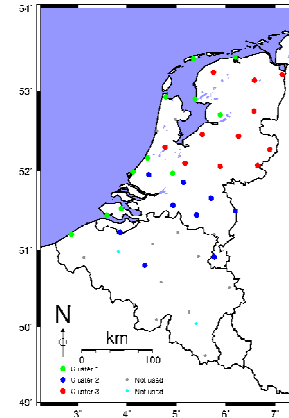 54˚
53˚
52˚
51˚
50˚
49˚
N
km
0 100
Cluster 1
Cluster 2 Not used
Cluster 3 Not used
3˚ 4˚ 5˚ 6˚ 7˚